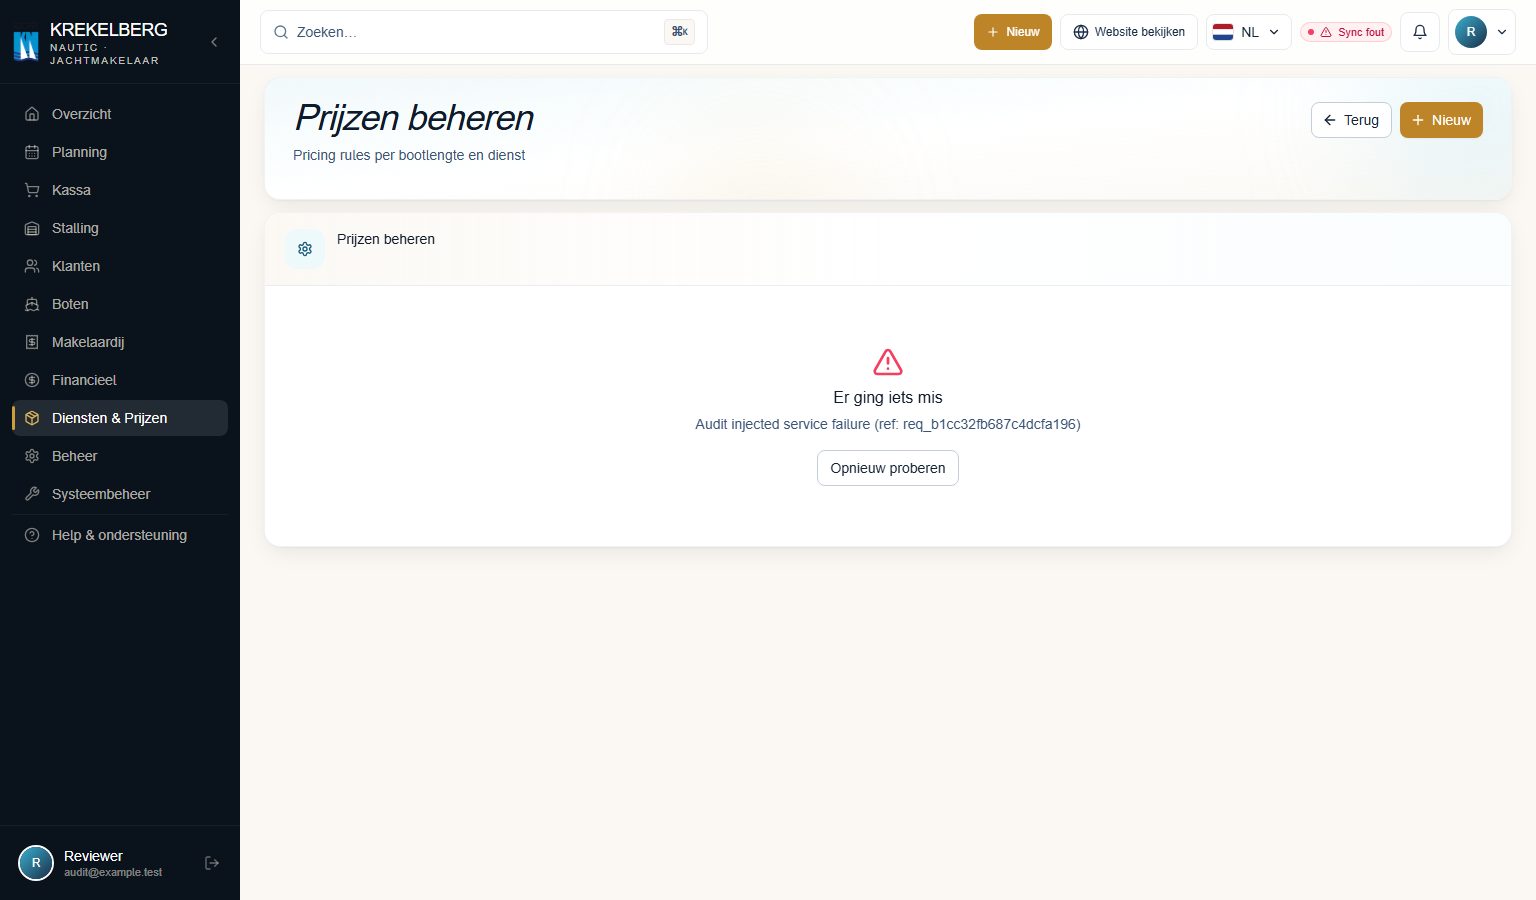 KREKELBERG
NAUTIC ·
JACHTMAKELAAR
Overzicht
Planning
Kassa
Stalling
Klanten
Boten
Makelaardij
Financieel
Diensten & Prijzen
Beheer
Systeembeheer
Help & ondersteuning
R
Reviewer
audit@example.test
Zoeken…
⌘K
Nieuw
Website bekijken
NL
Sync fout
R
Prijzen beheren
Pricing rules per bootlengte en dienst
Terug
Nieuw
Prijzen beheren
Er ging iets mis
Audit injected service failure (ref: req_b1cc32fb687c4dcfa196)
Opnieuw proberen